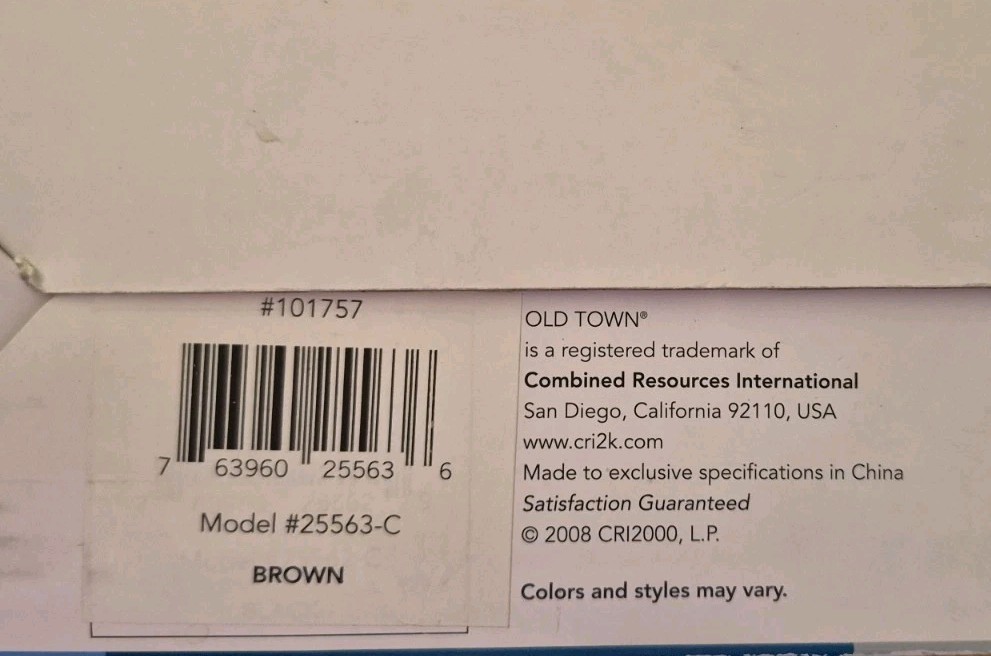 #101757
7 63960 25563 6
Model #25563-C
BROWN
OLD TOWN®
is a registered trademark of
Combined Resources International
San Diego, California 92110, USA
www.cri2k.com
Made to exclusive specifications in China
Satisfaction Guaranteed
© 2008 CRI2000, L.P.
Colors and styles may vary.